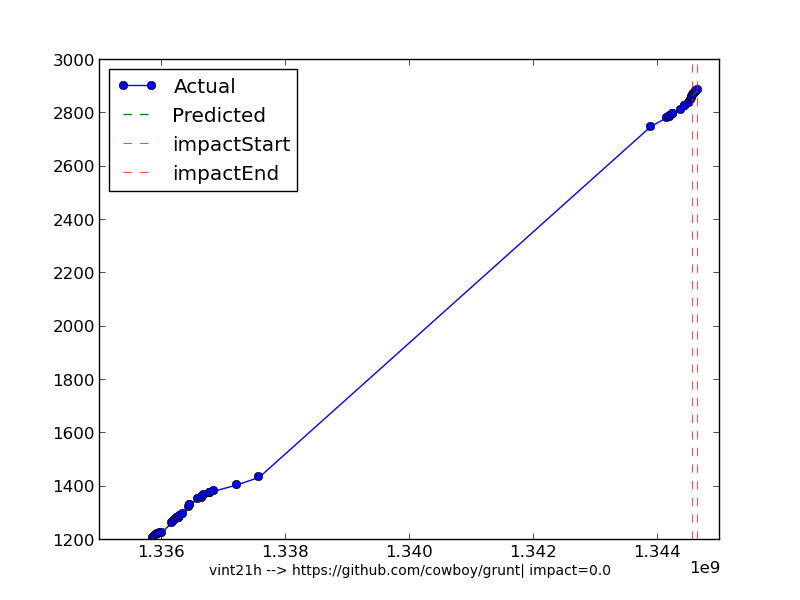 3000
2800
2600
2400
2200
2000
1800
1600
1400
1200
Actual
Predicted
impactStart
impactEnd
1.336 1.338 1.340 1.342 1.344
1e9
vint21h --> https://github.com/cowboy/grunt| impact=0.0